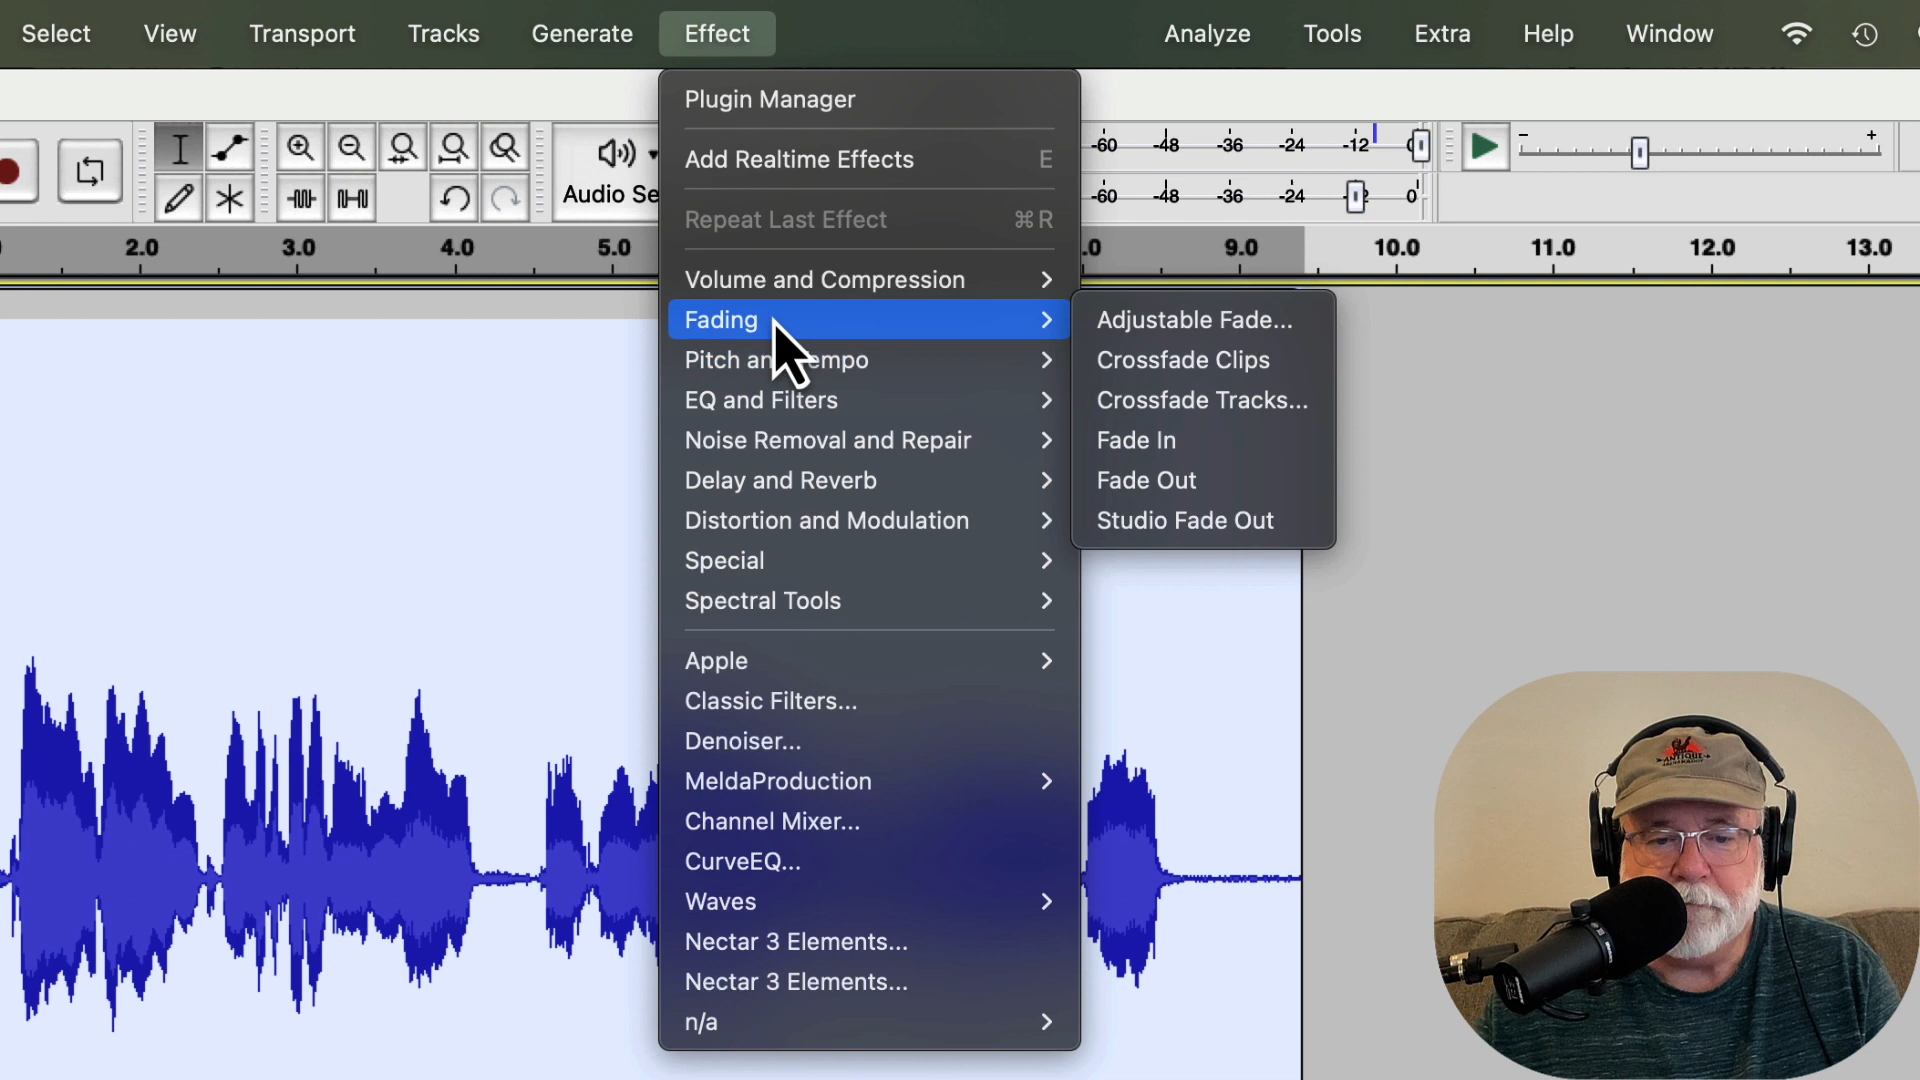 Select View Transport Tracks Generate Effect Analyze Tools Extra Help Window
Plugin Manager
Add Realtime Effects E
Repeat Last Effect ⌘R
Volume and Compression
Fading
Pitch an empo
EQ and Filters
Noise Removal and Repair
Delay and Reverb
Distortion and Modulation
Special
Spectral Tools
Apple
Classic Filters...
Denoiser...
MeldaProduction
Channel Mixer...
CurveEQ...
Waves
Nectar 3 Elements...
Nectar 3 Elements...
n/a
Adjustable Fade...
Crossfade Clips
Crossfade Tracks...
Fade In
Fade Out
Studio Fade Out
Audio Se
-60 -48 -36 -24 -12
-60 -48 -36 -24 0
- +
2.0 3.0 4.0 5.0 .0 9.0 10.0 11.0 12.0 13.0
ANTIQUE